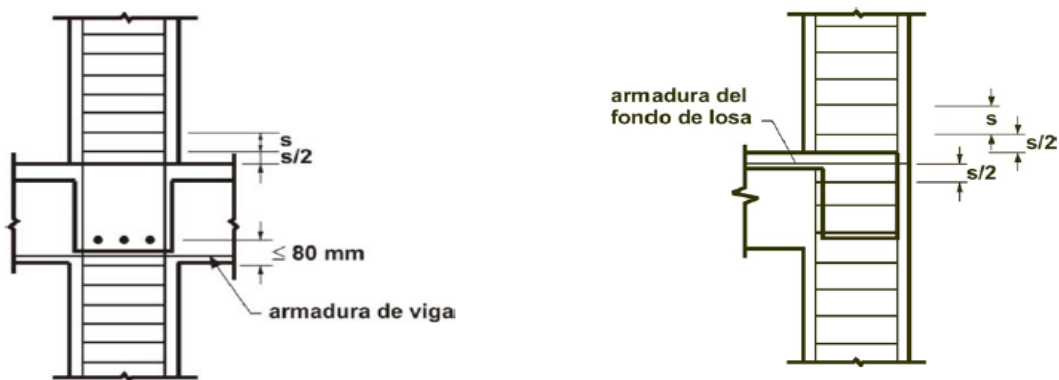 s
s/2
≤ 80 mm
armadura de viga
armadura del
fondo de losa
s
s/2
s/2